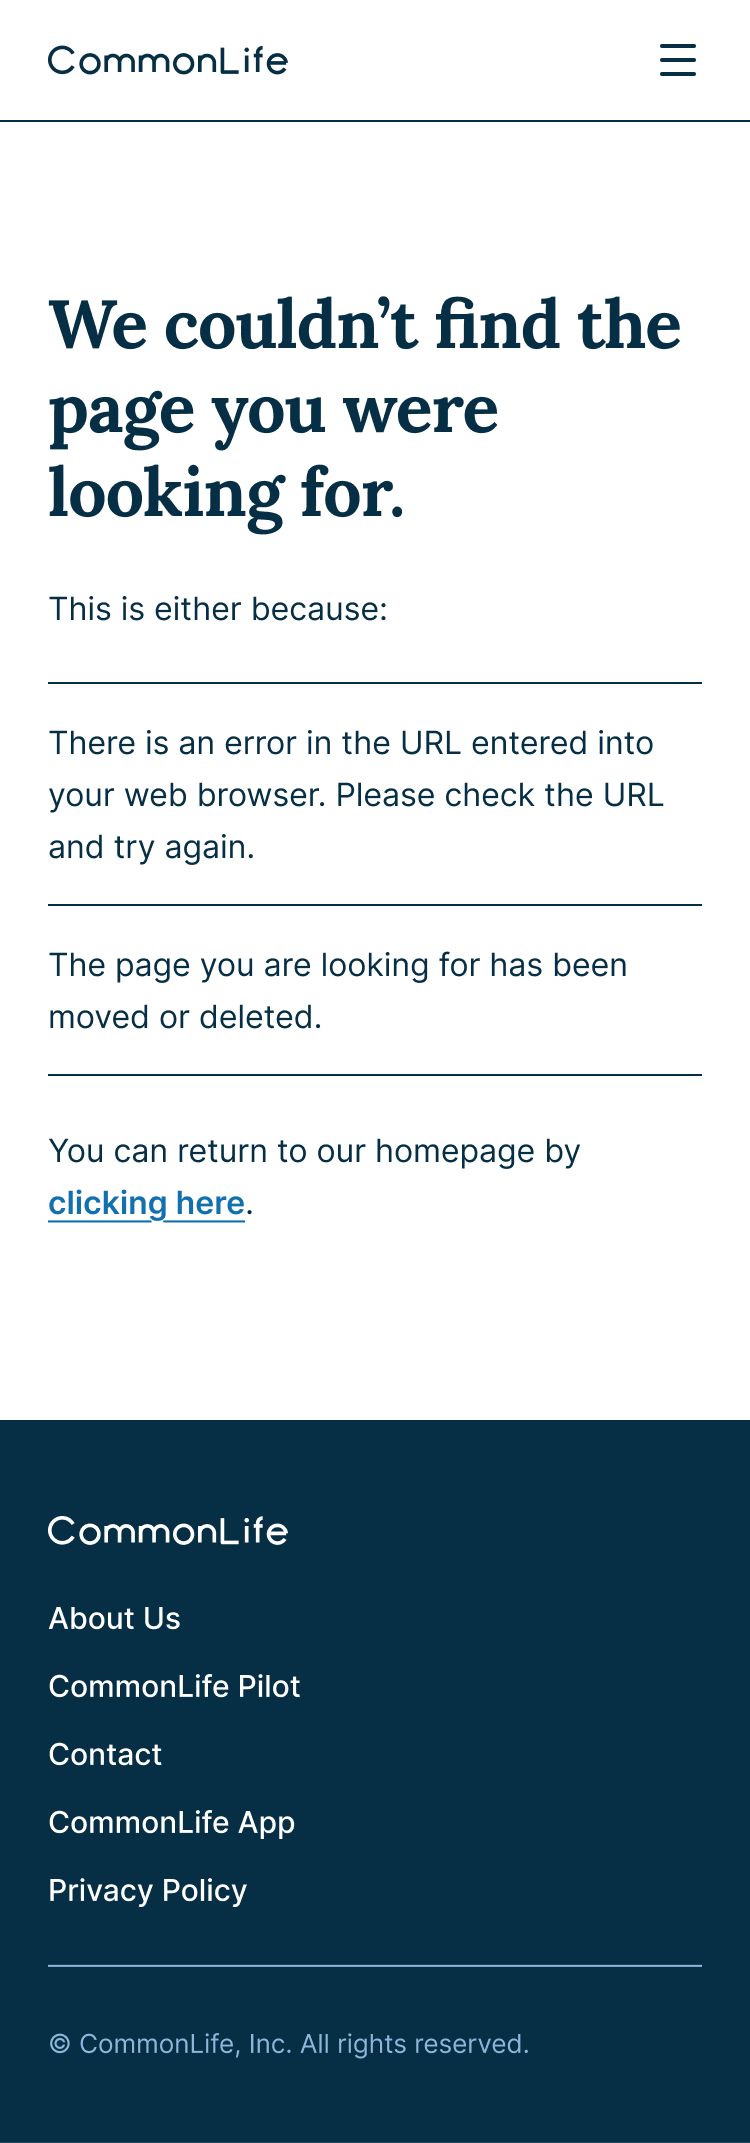 CommonLife
We couldn’t find the
page you were
looking for.
This is either because:
There is an error in the URL entered into
your web browser. Please check the URL
and try again.
The page you are looking for has been
moved or deleted.
You can return to our homepage by
clicking here.
CommonLife
About Us
CommonLife Pilot
Contact
CommonLife App
Privacy Policy
© CommonLife, Inc. All rights reserved.